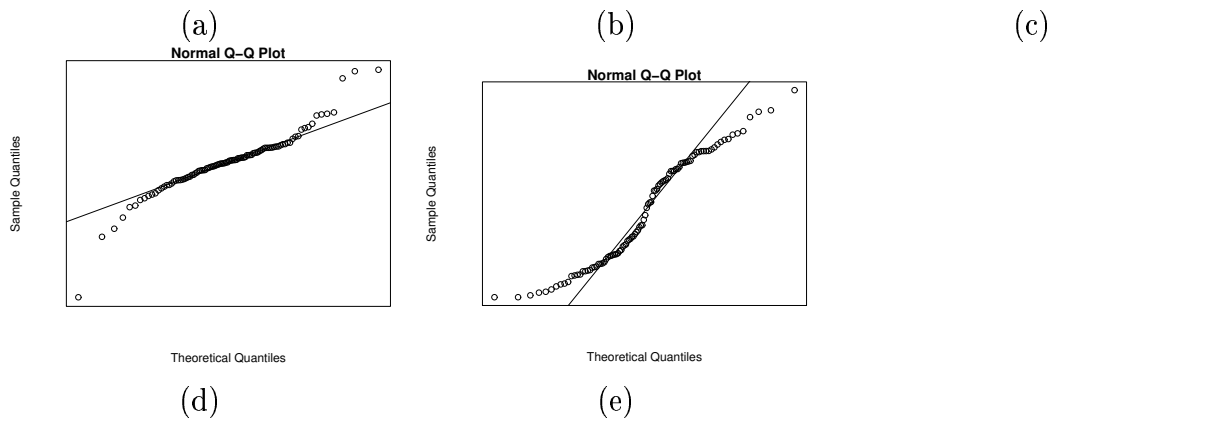 (a)
(b)
(c)
Normal Q−Q Plot
Sample Quantiles
Theoretical Quantiles
Normal Q−Q Plot
Sample Quantiles
Theoretical Quantiles
(d)
(e)